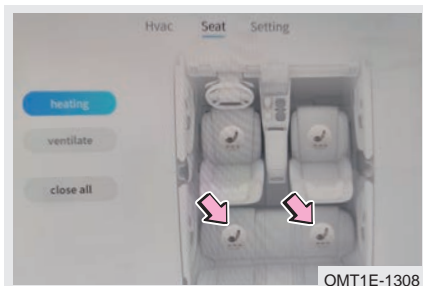 Hvac Seat Setting
heating
ventilate
close all
OMT1E-1308